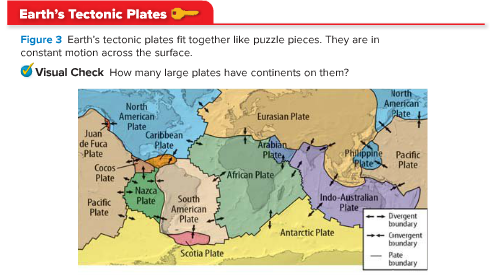 Earth's Tectonic Plates
Figure 3 Earth's tectonic plates fit together like puzzle pieces. They are in
constant motion across the surface.
Visual Check How many large plates have continents on them?
North
American
Plate
Juan
de Fuca
Plate
Caribbean
Plate
Cocos
Plate
Pacific
Plate
Nazca
Plate
South
American
Plate
Scotia Plate
African Plate
Arabian
Plate
Eurasian Plate
Indo-Australian
Plate
Antarctic Plate
Philippine
Plate
North
American
Plate
Pacific
Plate
Divergent
boundary
Convergent
boundary
Plate
boundary